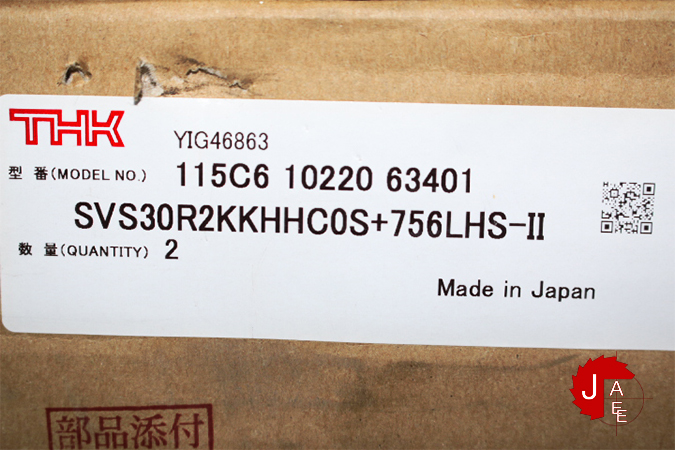 THK
YIG46863
型 番(MODEL NO.) 115C6 10220 63401
SVS30R2KKHHC0S+756LHS-II
数 量(QUANTITY) 2
Made in Japan
J A E E
部品添付